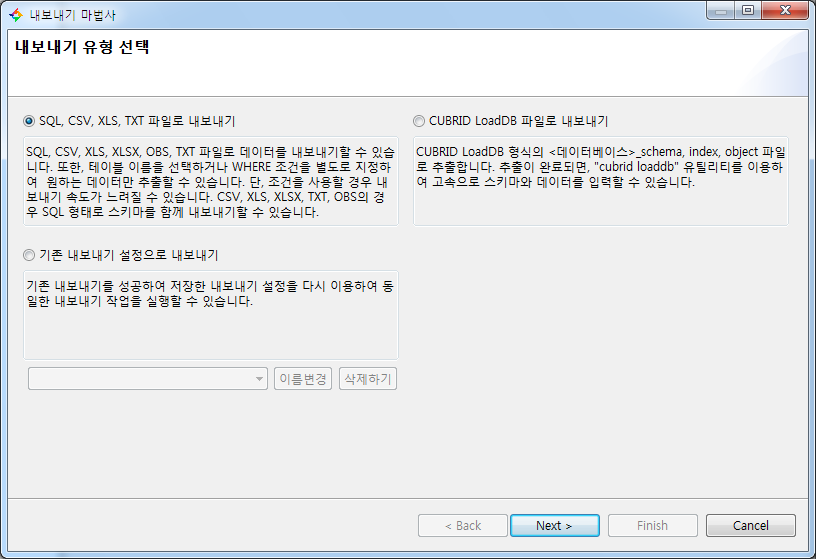 내보내기 마법사
내보내기 유형 선택
SQL, CSV, XLS, TXT 파일로 내보내기
SQL, CSV, XLS, XLSX, OBS, TXT 파일로 데이터를 내보내기할 수 있습
니다. 또한, 테이블 이름을 선택하거나 WHERE 조건을 별도로 지정하
여 원하는 데이터만 추출할 수 있습니다. 단, 조건을 사용할 경우 내
보내기 속도가 느려질 수 있습니다. CSV, XLS, XLSX, TXT, OBS의 경
우 SQL 형태로 스키마를 함께 내보내기할 수 있습니다.
CUBRID LoadDB 파일로 내보내기
CUBRID LoadDB 형식의 <데이터베이스>_schema, index, object 파일
로 추출합니다. 추출이 완료되면, "cubrid loaddb" 유틸리티를 이용하
여 고속으로 스키마와 데이터를 입력할 수 있습니다.
기존 내보내기 설정으로 내보내기
기존 내보내기를 성공하여 저장한 내보내기 설정을 다시 이용하여 동
일한 내보내기 작업을 실행할 수 있습니다.
이름변경
삭제하기
< Back
Next >
Finish
Cancel